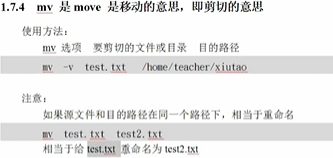 1.7.4 mv 是 move 是移动的意思，即剪切的意思
使用方法：
mv 选项 要剪切的文件或目录 目的路径
mv -v test.txt /home/teacher/xiutao
注意：
如果源文件和目的路径在同一个路径下，相当于重命名
mv test.txt test2.txt
相当于给 test.txt 重命名为 test2.txt